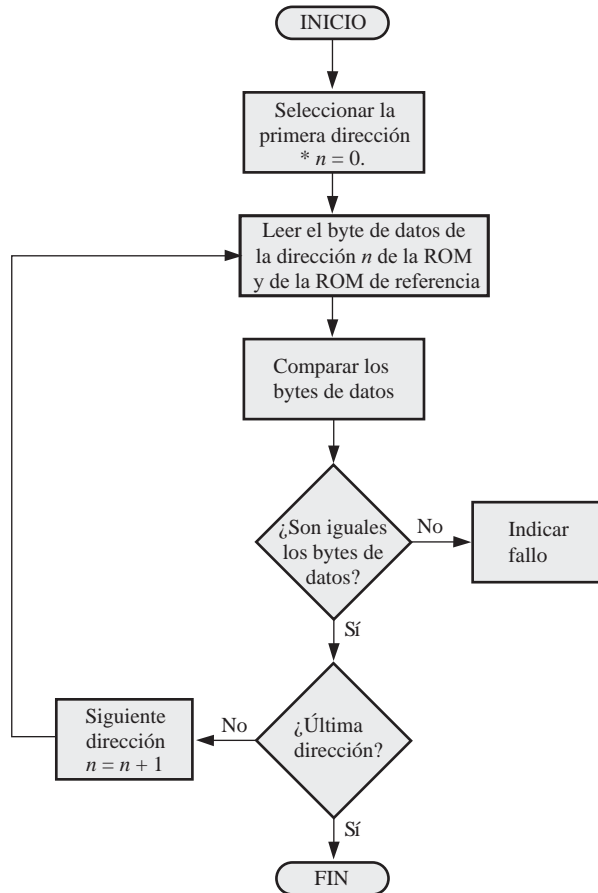 INICIO
Seleccionar la
primera dirección
* n = 0.
Leer el byte de datos de
la dirección n de la ROM
y de la ROM de referencia
Comparar los
bytes de datos
¿Son iguales
los bytes de
datos?
No
Indicar
fallo
Sí
¿Última
dirección?
No
Siguiente
dirección
n = n + 1
Sí
FIN